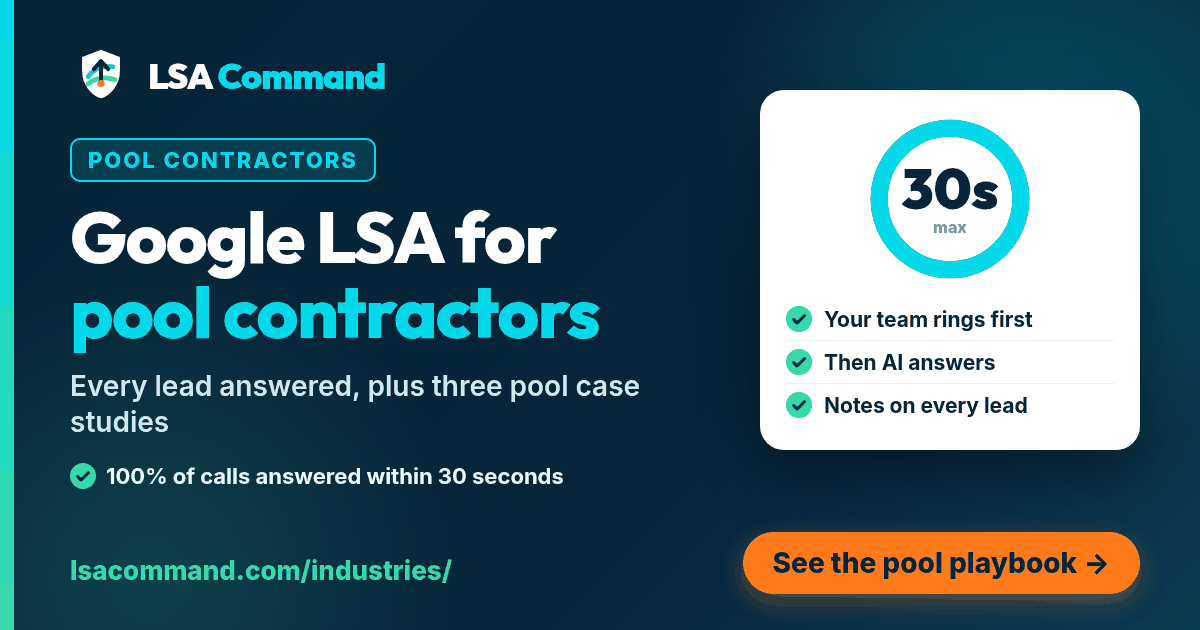 LSA Command
POOL CONTRACTORS
Google LSA for
pool contractors
Every lead answered, plus three pool case
studies
100% of calls answered within 30 seconds
lsacommand.com/industries/
30s
max
Your team rings first
Then AI answers
Notes on every lead
See the pool playbook →